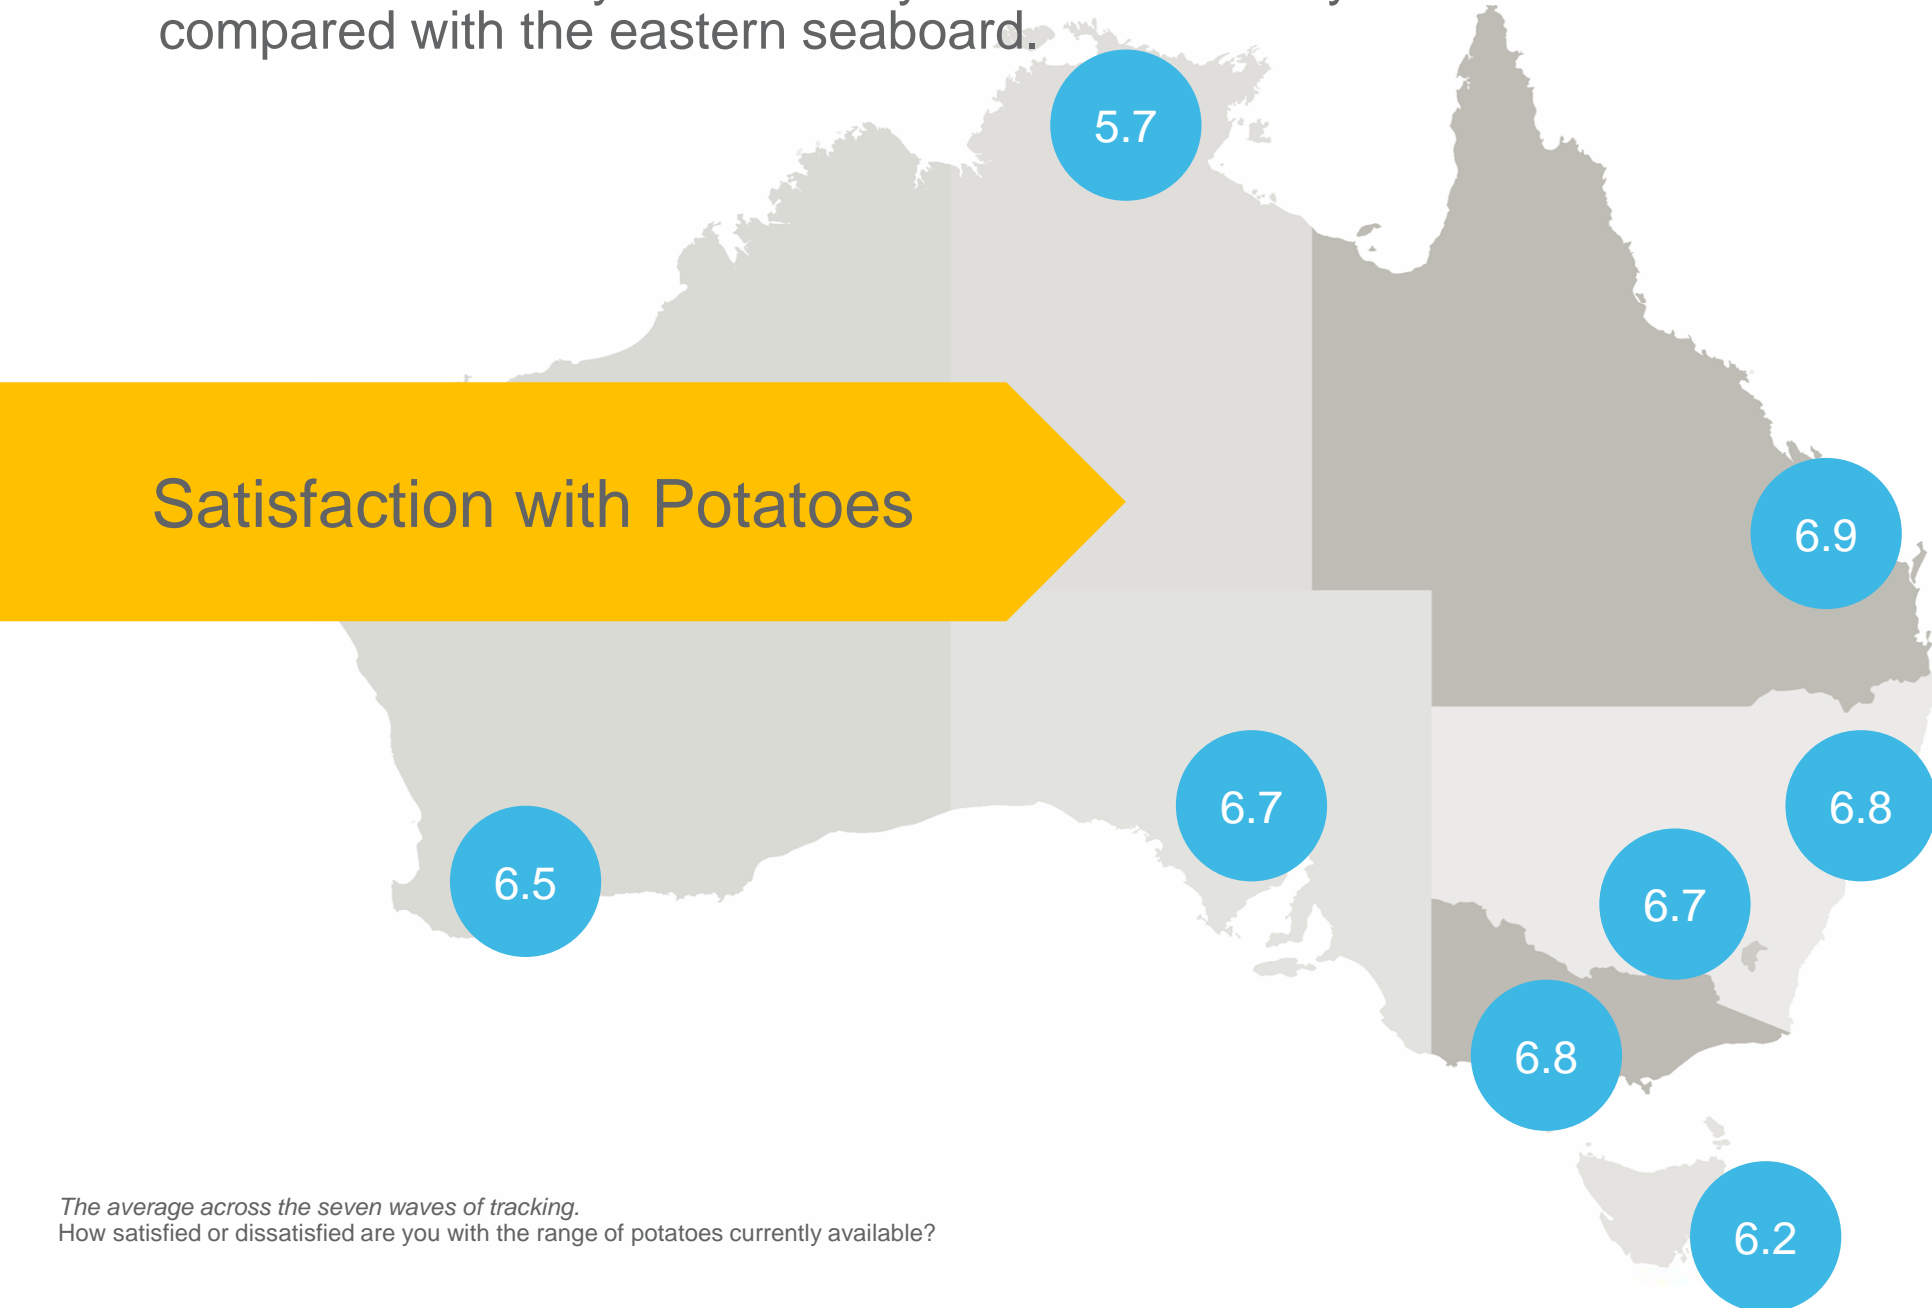 compared with the eastern seaboard.
5.7
Satisfaction with Potatoes
6.9
6.7
6.8
6.5
6.7
6.8
6.2
The average across the seven waves of tracking.
How satisfied or dissatisfied are you with the range of potatoes currently available?